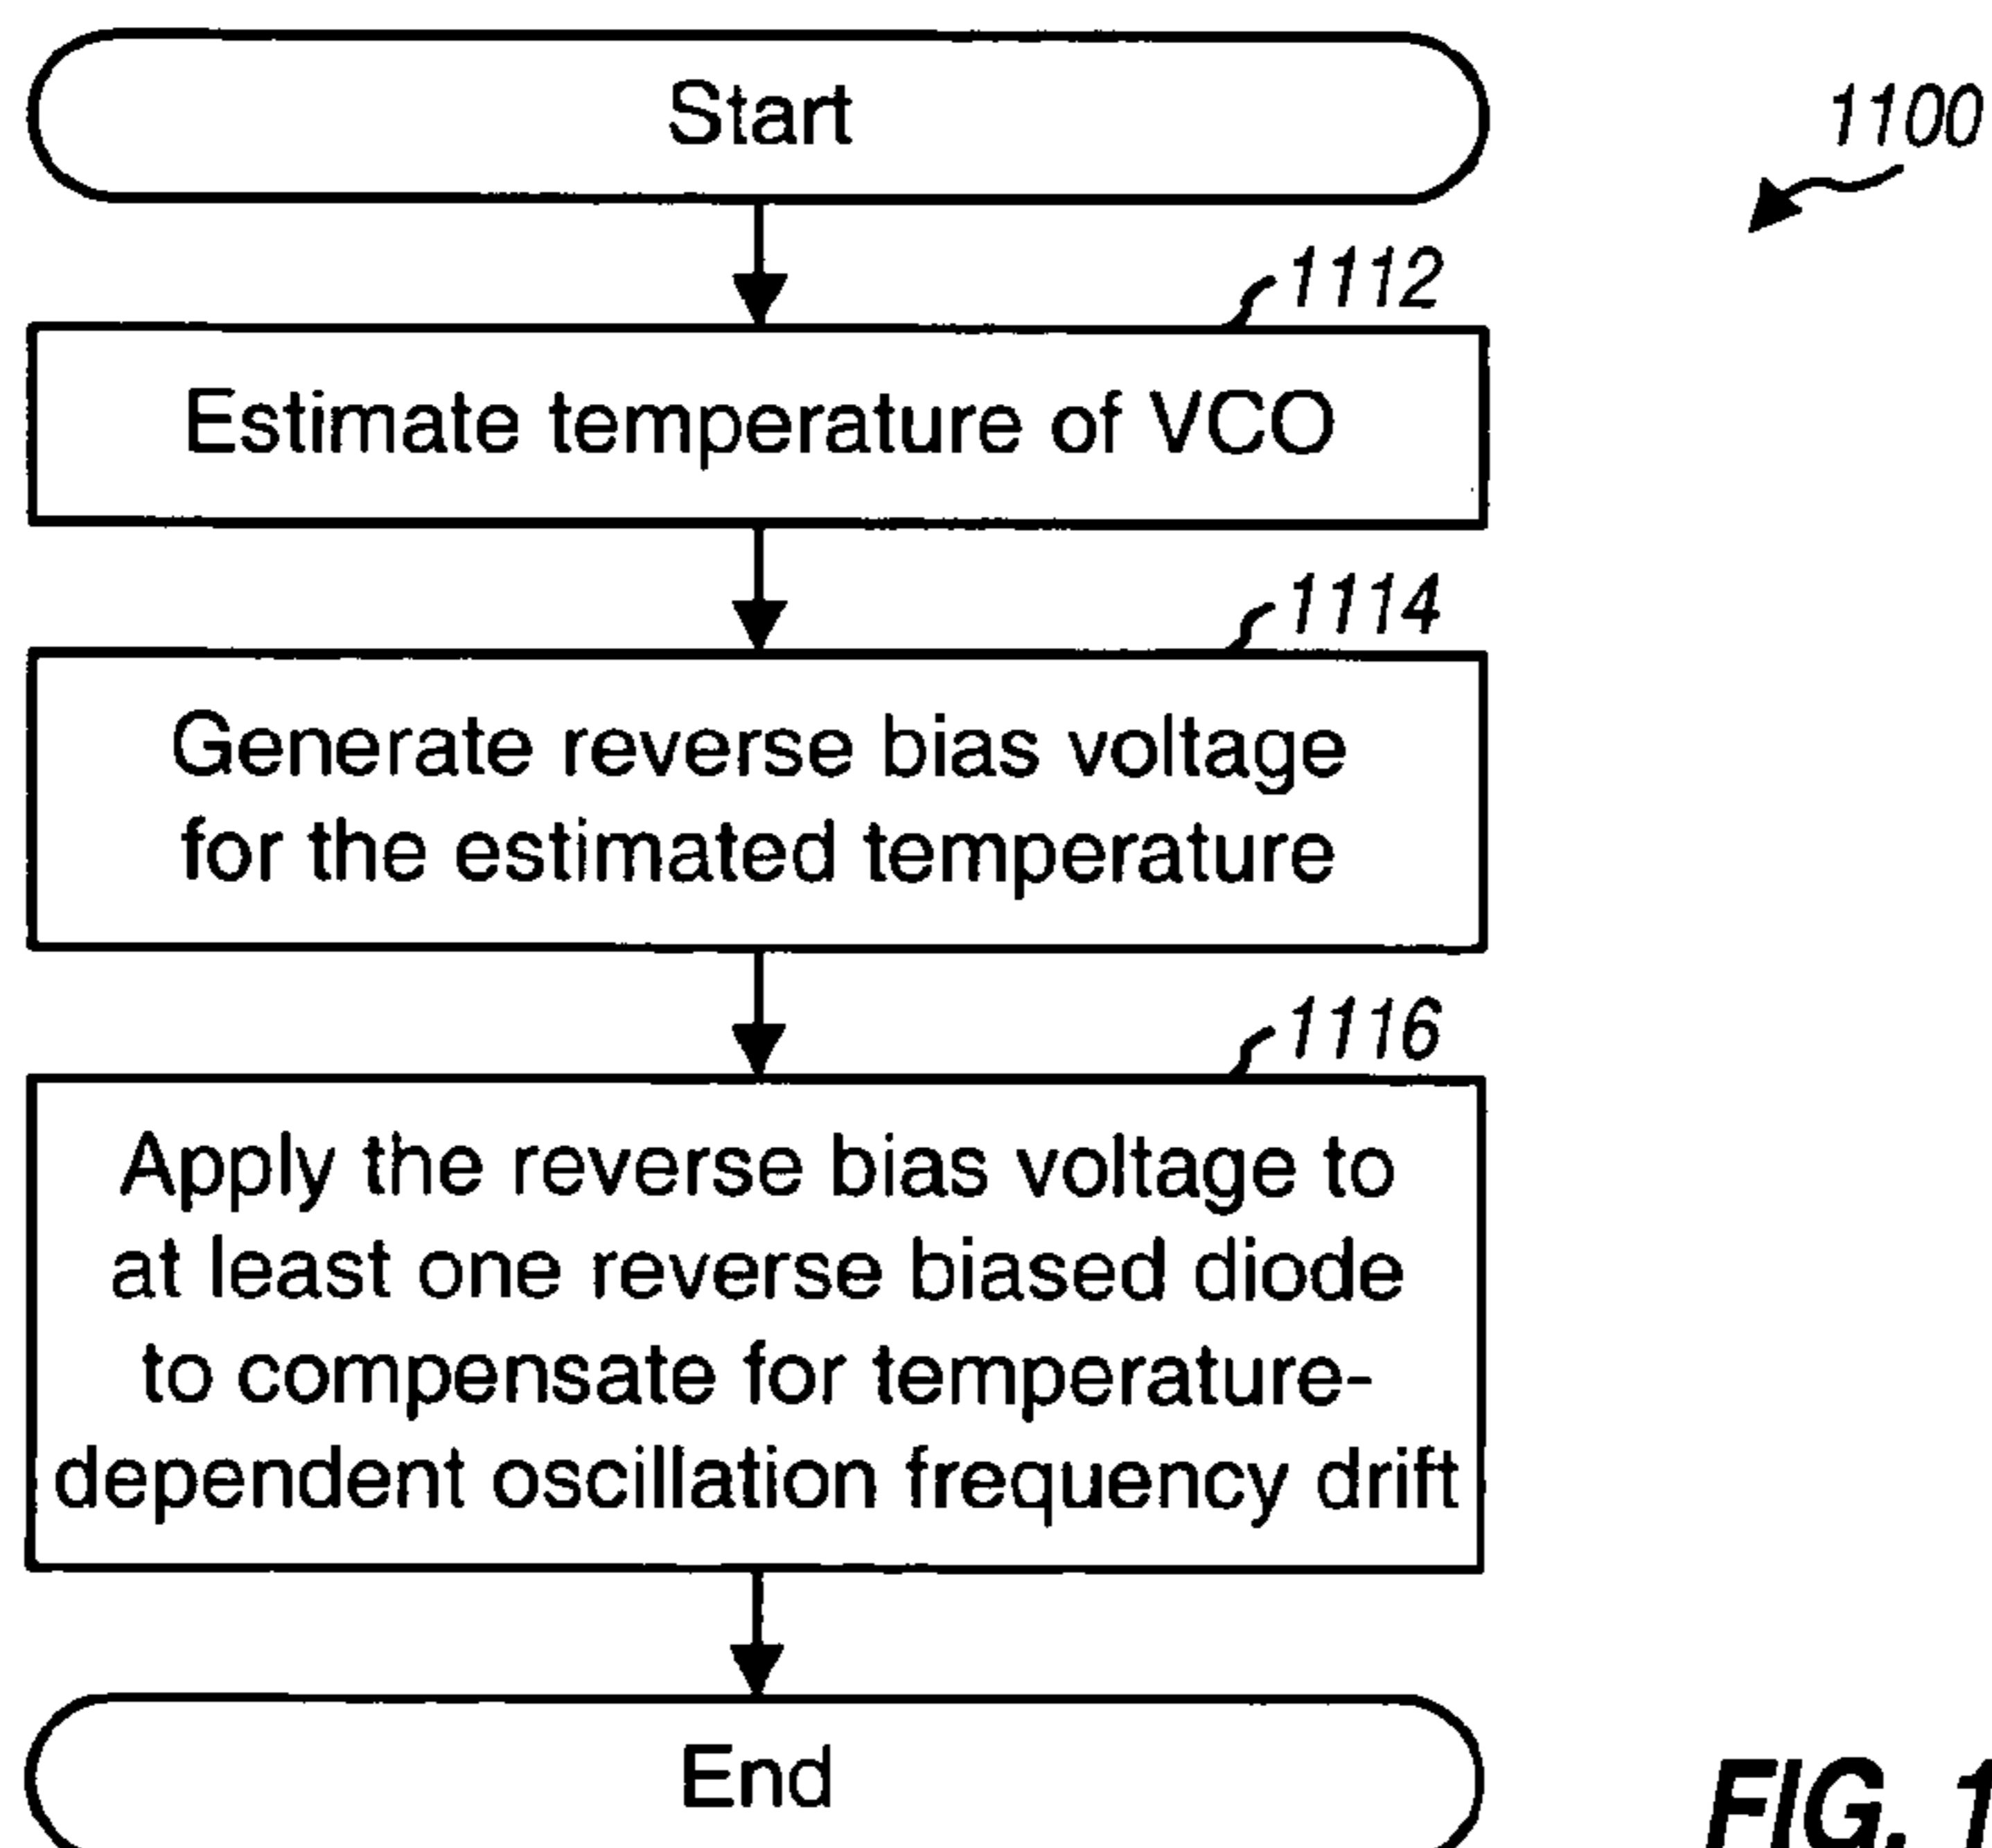 Start
1100
1112
Estimate temperature of VCO
1114
Generate reverse bias voltage
for the estimated temperature
1116
Apply the reverse bias voltage to
at least one reverse biased diode
to compensate for temperature-
dependent oscillation frequency drift
End
FIG. 1